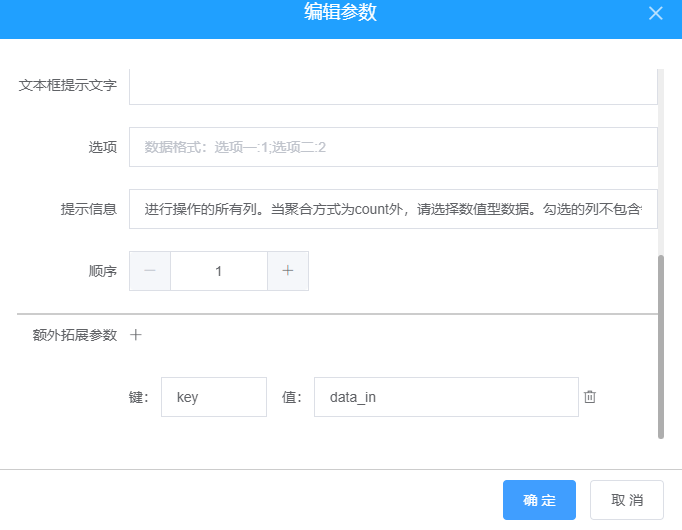 编辑参数
文本框提示文字
选项 数据格式：选项一:1;选项二:2
提示信息 进行操作的所有列。当聚合方式为count外，请选择数值型数据。勾选的列不包含
顺序 1
额外拓展参数
键： key 值： data_in
确 定 取 消